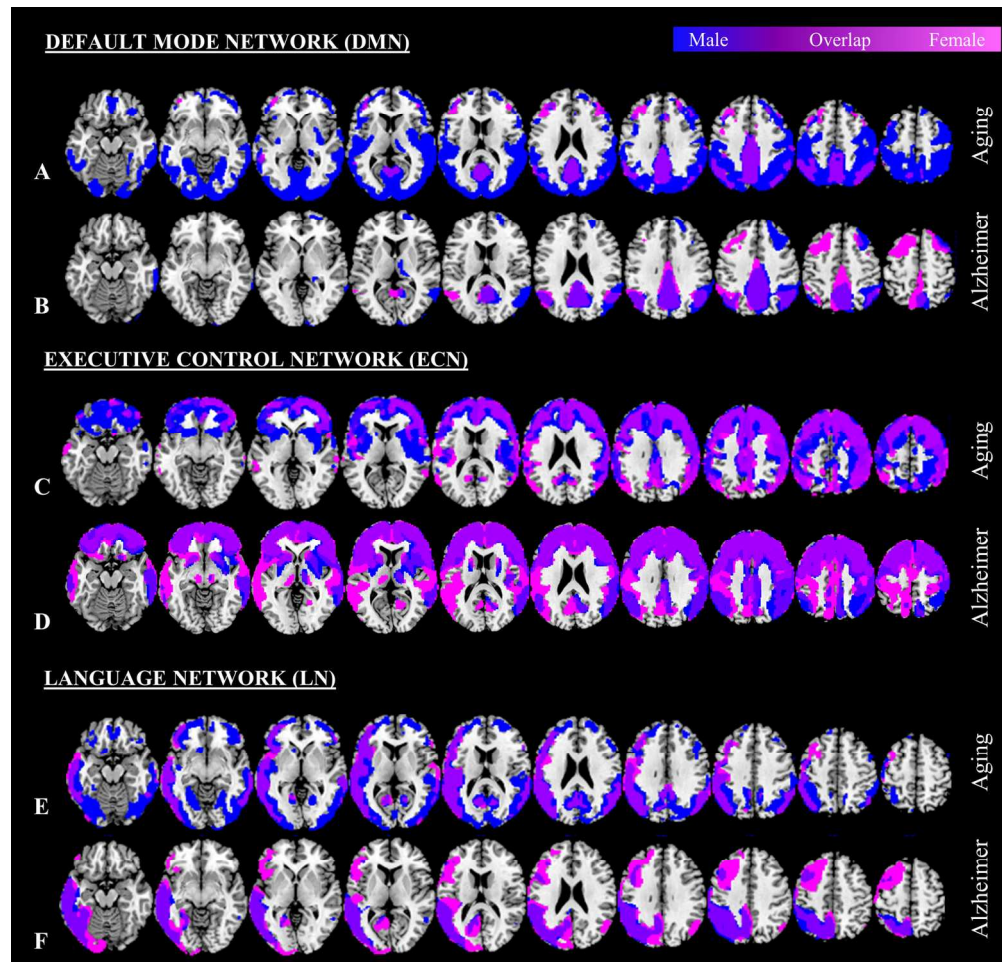 DEFAULT MODE NETWORK (DMN)
Male Overlap Female
A
Aging
B
Alzheimer
EXECUTIVE CONTROL NETWORK (ECN)
C
Aging
D
Alzheimer
LANGUAGE NETWORK (LN)
E
Aging
F
Alzheimer